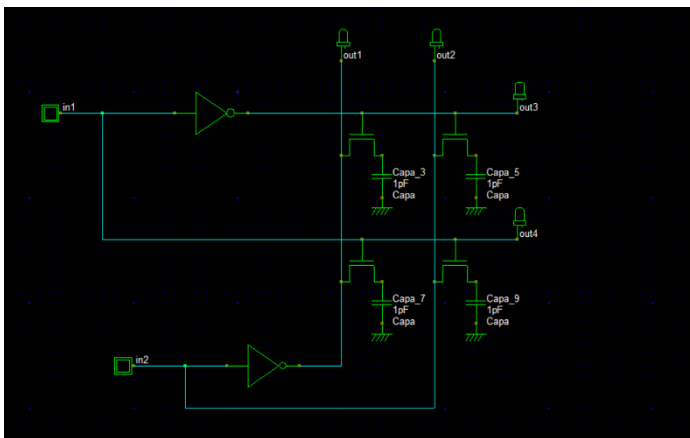 out1
out2
in1
out3
Capa_3
1pF
Capa
Capa_5
1pF
Capa
out4
Capa_7
1pF
Capa
Capa_9
1pF
Capa
in2